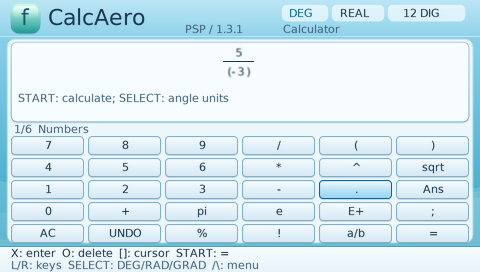 f CalcAero
DEG REAL 12 DIG
PSP / 1.3.1 Calculator
5
(-3)
START: calculate; SELECT: angle units
1/6 Numbers
7 8 9 / ( )
4 5 6 * ^ sqrt
1 2 3 - . Ans
0 + pi e E+ ;
AC UNDO % ! a/b =
X: enter O: delete []: cursor START: =
L/R: keys SELECT: DEG/RAD/GRAD /\: menu